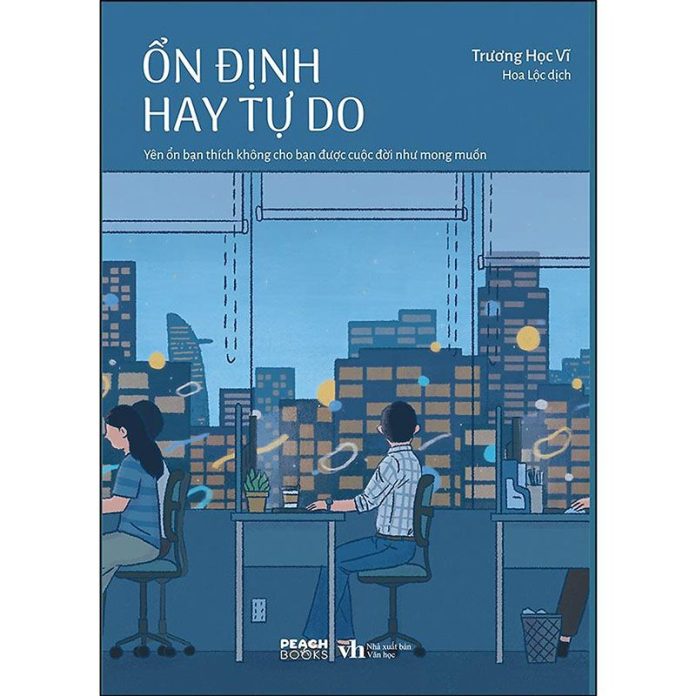 ỔN ĐỊNH
HAY TỰ DO
Yên ổn bạn thích không cho bạn được cuộc đời như mong muốn
Trương Học Vĩ
Hoa Lộc dịch
PEACH
BOOKS
vh
Nhà xuất bản
Văn học